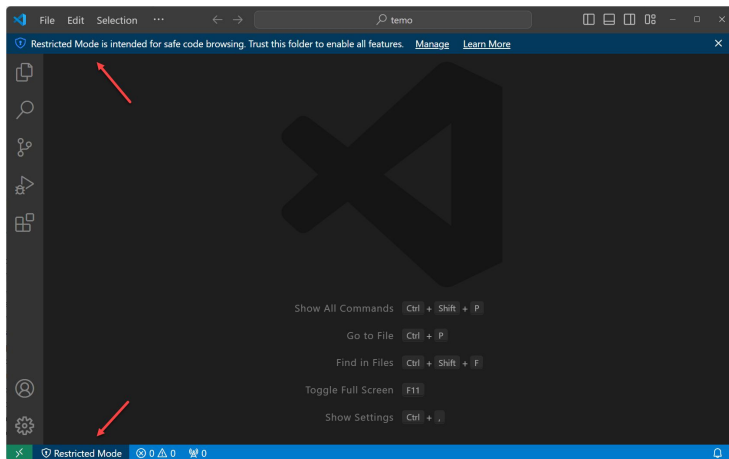 File Edit Selection ··· temo
Restricted Mode is intended for safe code browsing. Trust this folder to enable all features. Manage Learn More
Show All Commands Ctrl + Shift + P
Go to File Ctrl + P
Find in Files Ctrl + Shift + F
Toggle Full Screen F11
Show Settings Ctrl + ,
Restricted Mode 0 0 0